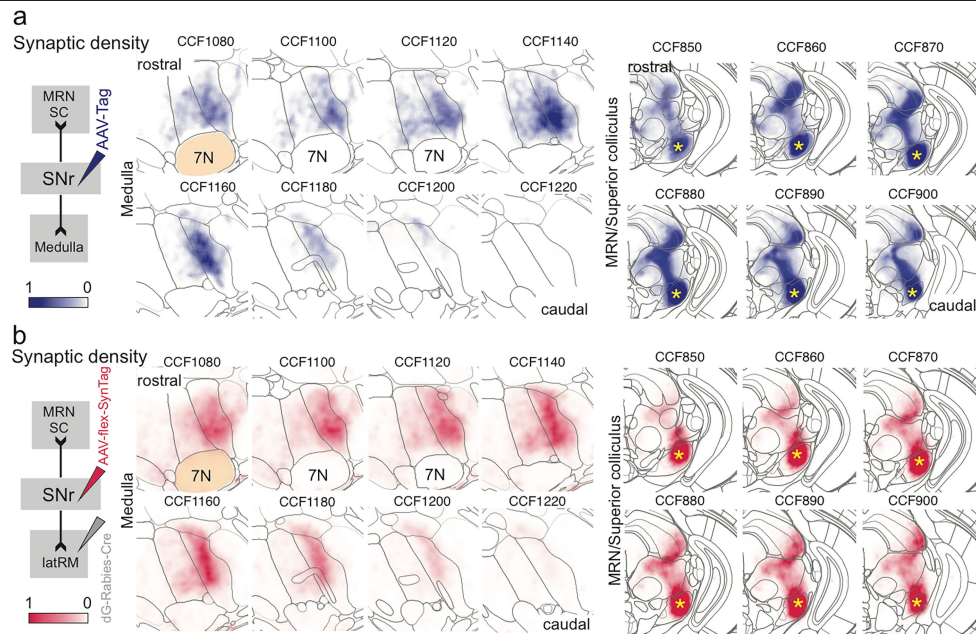 a
Synaptic density
MRN
SC
AAV-Tag
SNr
Medulla
1 0
Medulla
rostral
CCF1080 CCF1100 CCF1120 CCF1140
7N 7N 7N
CCF1160 CCF1180 CCF1200 CCF1220
caudal
MRN/Superior colliculus
CCF850 CCF860 CCF870
rostral
* * *
CCF880 CCF890 CCF900
* * *
caudal
b
Synaptic density
MRN
SC
AAV-flex-SynTag
SNr
latRM
dG-Rabies-Cre
1 0
Medulla
CCF1080 CCF1100 CCF1120 CCF1140
rostral
7N 7N 7N
CCF1160 CCF1180 CCF1200 CCF1220
caudal
MRN/Superior colliculus
CCF850 CCF860 CCF870
* * *
CCF880 CCF890 CCF900
* * *